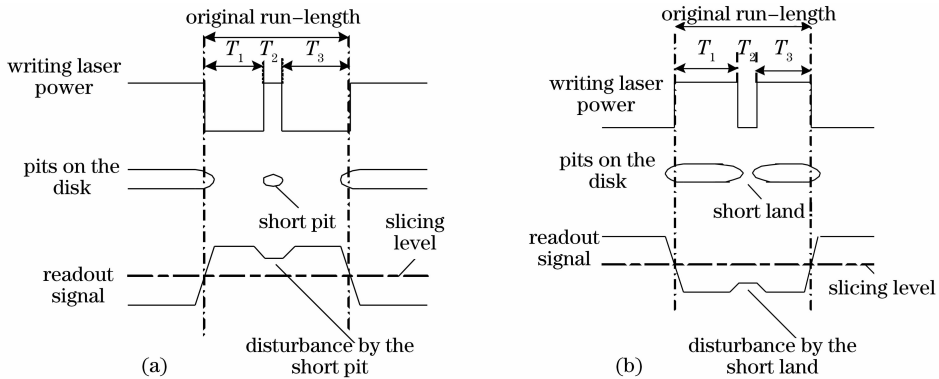 original run-length
T1 T2 T3
writing laser
power
pits on the
disk
short pit
slicing
level
readout
signal
disturbance by the
short pit
(a)
original run-length
T1 T2 T3
writing laser
power
pits on the
disk
short land
readout
signal
slicing level
disturbance by the
short land
(b)